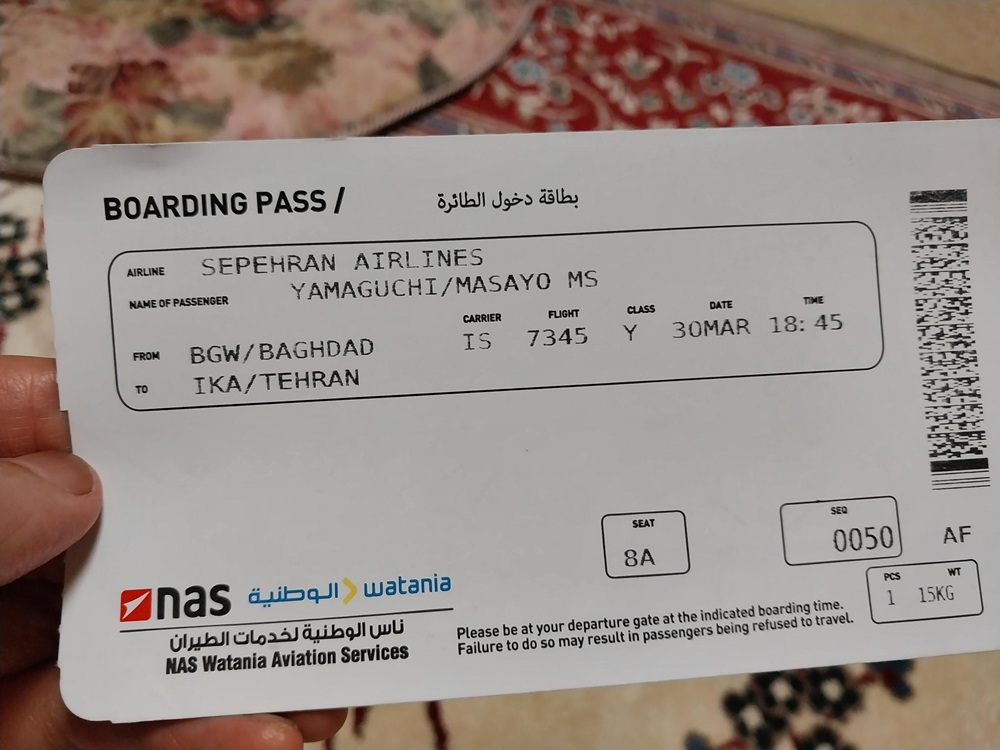 BOARDING PASS / بطاقة دخول الطائرة
AIRLINE SEPEHRAN AIRLINES
NAME OF PASSENGER YAMAGUCHI/MASAYO MS
CARRIER FLIGHT CLASS DATE TIME
FROM BGW/BAGHDAD IS 7345 Y 30MAR 18:45
TO IKA/TEHRAN
SEAT SEQ
8A 0050 AF
PCS WT
1 15KG
nas الوطنية watania
ناس الوطنية لخدمات الطيران
NAS Watania Aviation Services
Please be at your departure gate at the indicated boarding time.
Failure to do so may result in passengers being refused to travel.